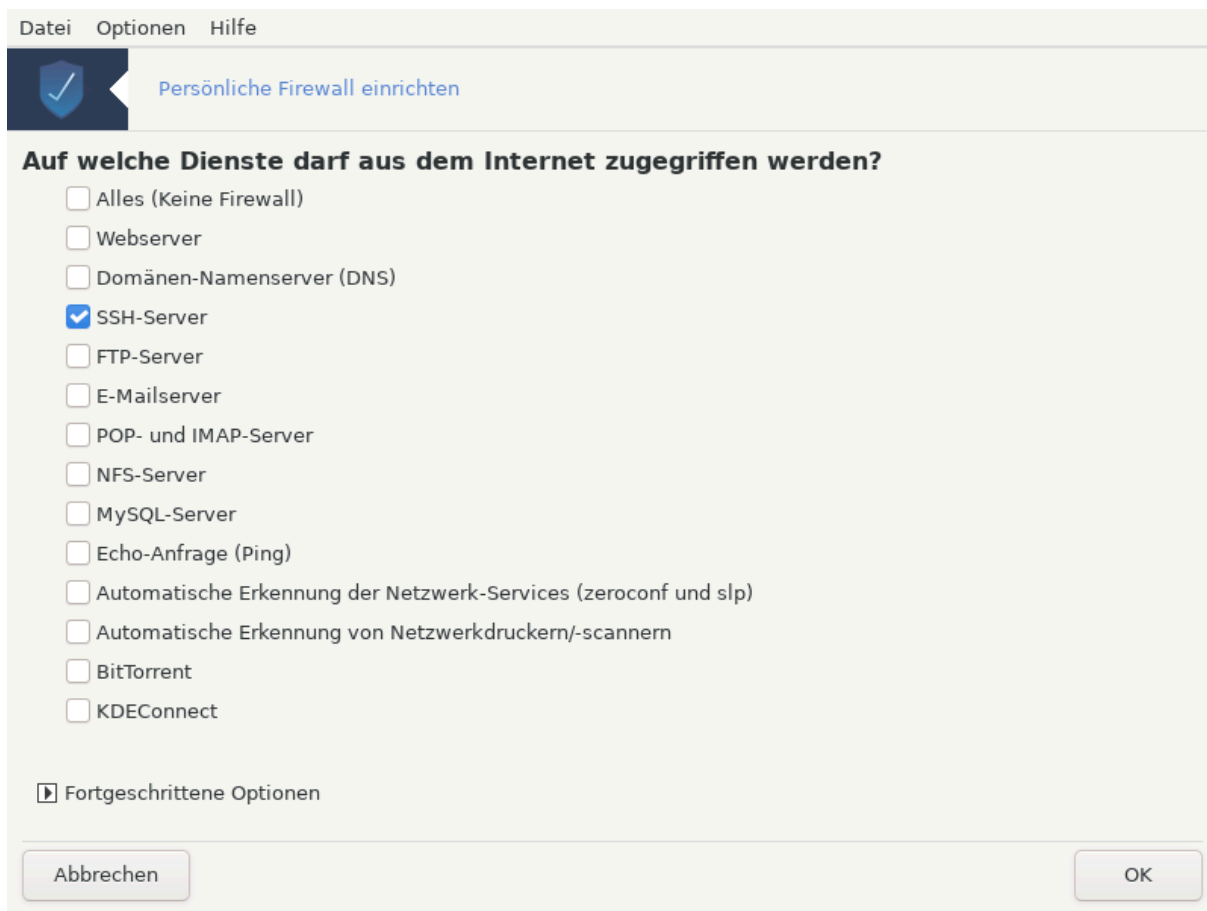 Datei Optionen Hilfe
Persönliche Firewall einrichten
Auf welche Dienste darf aus dem Internet zugegriffen werden?
Alles (Keine Firewall)
Webserver
Domänen-Namenserver (DNS)
SSH-Server
FTP-Server
E-Mailserver
POP- und IMAP-Server
NFS-Server
MySQL-Server
Echo-Anfrage (Ping)
Automatische Erkennung der Netzwerk-Services (zeroconf und slp)
Automatische Erkennung von Netzwerkdruckern/-scannern
BitTorrent
KDEConnect
Fortgeschrittene Optionen
Abbrechen OK